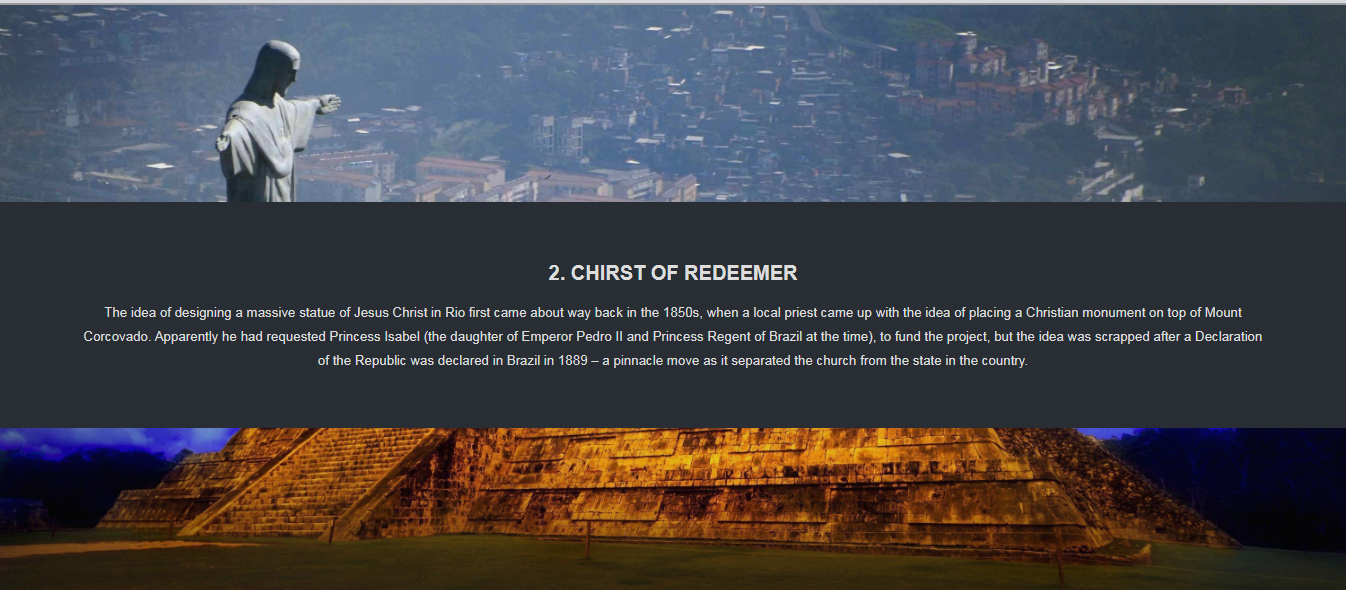 2. CHIRST OF REDEEMER
The idea of designing a massive statue of Jesus Christ in Rio first came about way back in the 1850s, when a local priest came up with the idea of placing a Christian monument on top of Mount
Corcovado. Apparently he had requested Princess Isabel (the daughter of Emperor Pedro II and Princess Regent of Brazil at the time), to fund the project, but the idea was scrapped after a Declaration
of the Republic was declared in Brazil in 1889 – a pinnacle move as it separated the church from the state in the country.